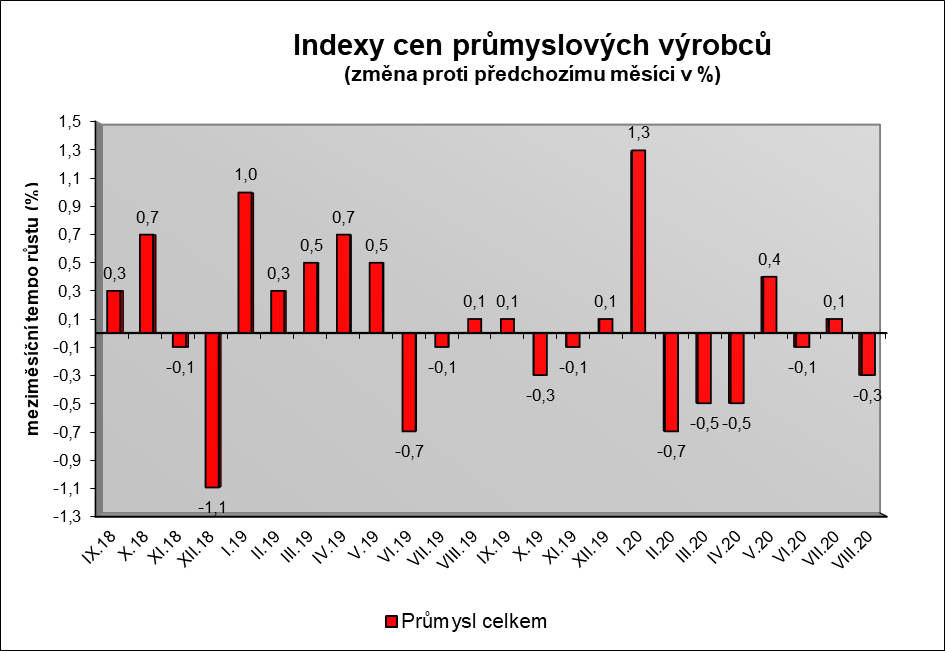 Indexy cen průmyslových výrobců
(změna proti předchozímu měsíci v %)
meziměsíční tempo růstu (%)
1,5
1,3
1,1
0,9
0,7
0,5
0,3
0,1
-0,1
-0,3
-0,5
-0,7
-0,9
-1,1
-1,3
0,3
0,7
-0,1
-1,1
1,0
0,3
0,5
0,7
0,5
-0,7
-0,1
0,1
0,1
-0,3
-0,1
0,1
1,3
-0,7
-0,5
-0,5
0,4
-0,1
0,1
-0,3
IX.18
X.18
XI.18
XII.18
I.19
II.19
III.19
IV.19
V.19
VI.19
VII.19
VIII.19
IX.19
X.19
XI.19
XII.19
I.20
II.20
III.20
IV.20
V.20
VI.20
VII.20
VIII.20
Průmysl celkem